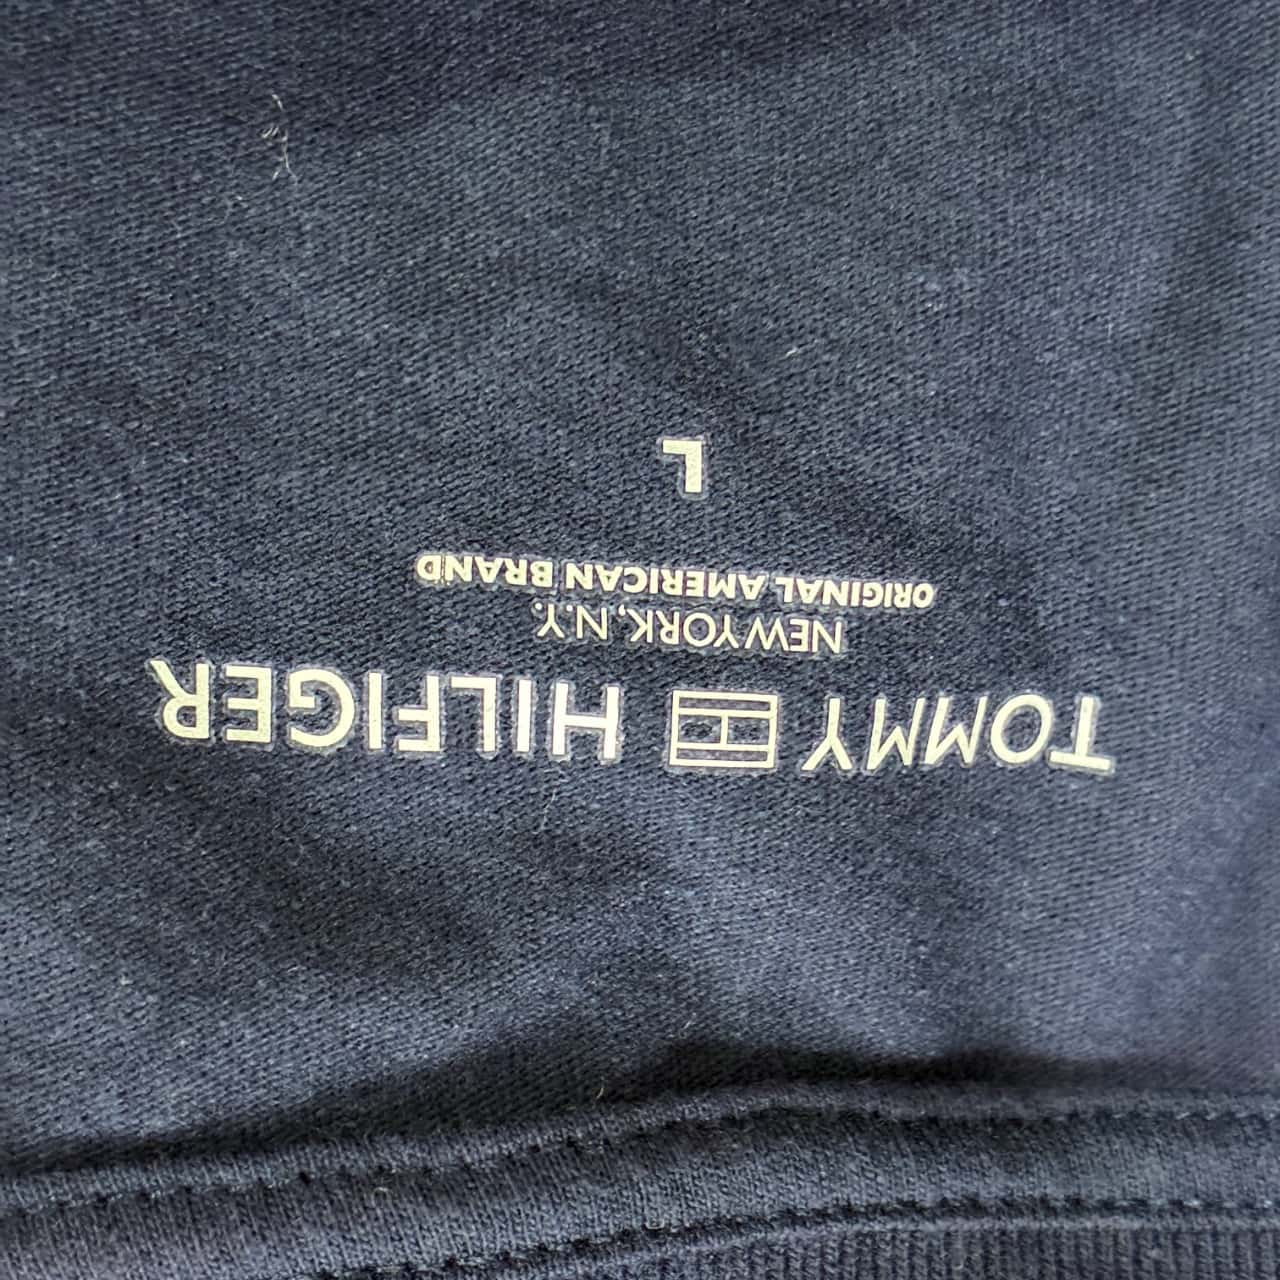 TOMMY HILFIGER
NEW YORK, N.Y.
ORIGINAL AMERICAN BRAND
L